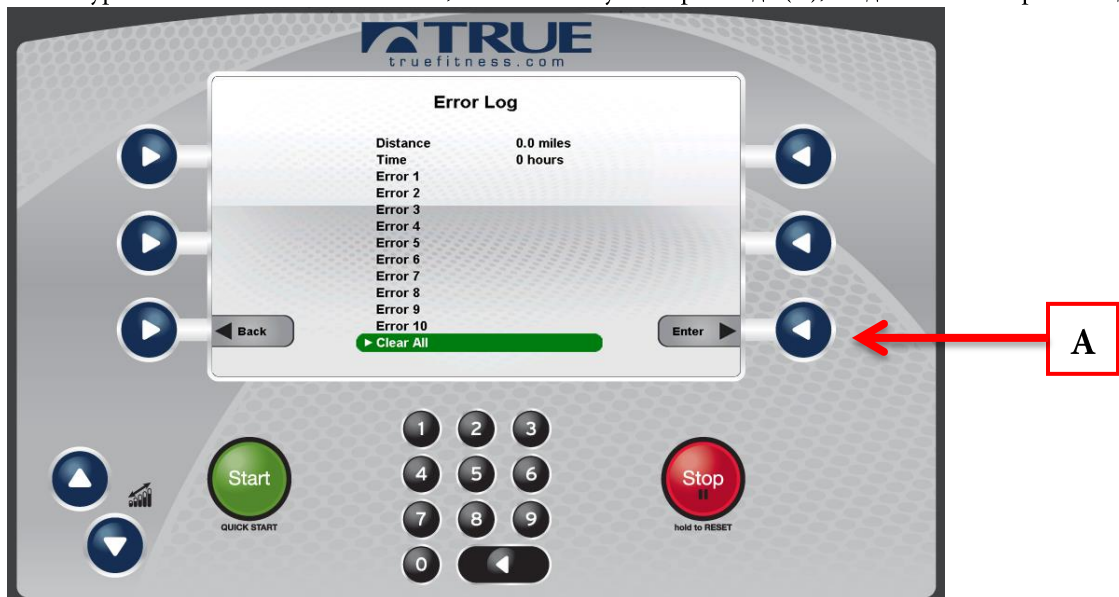 TRUE
truefitness.com
Error Log
Distance 0.0 miles
Time 0 hours
Error 1
Error 2
Error 3
Error 4
Error 5
Error 6
Error 7
Error 8
Error 9
Error 10
Back
Enter
Clear All
A
1 2 3
Start
4 5 6
Stop
QUICK START
7 8 9
hold to RESET
0